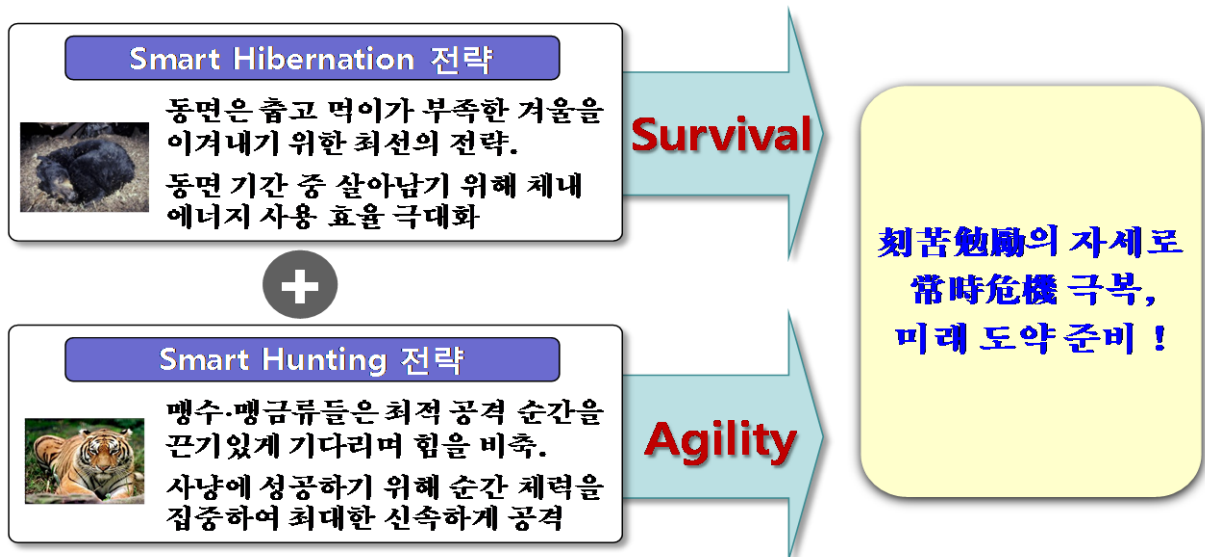 Smart Hibernation 전략
동면은 춥고 먹이가 부족한 겨울을
이겨내기 위한 최선의 전략.
동면 기간 중 살아남기 위해 체내
에너지 사용 효율 극대화
Survival
+
Smart Hunting 전략
맹수·맹금류들은 최적 공격 순간을
끈기있게 기다리며 힘을 비축.
사냥에 성공하기 위해 순간 체력을
집중하여 최대한 신속하게 공격
Agility
刻苦勉勵의 자세로
常時危機 극복,
미래 도약 준비 !